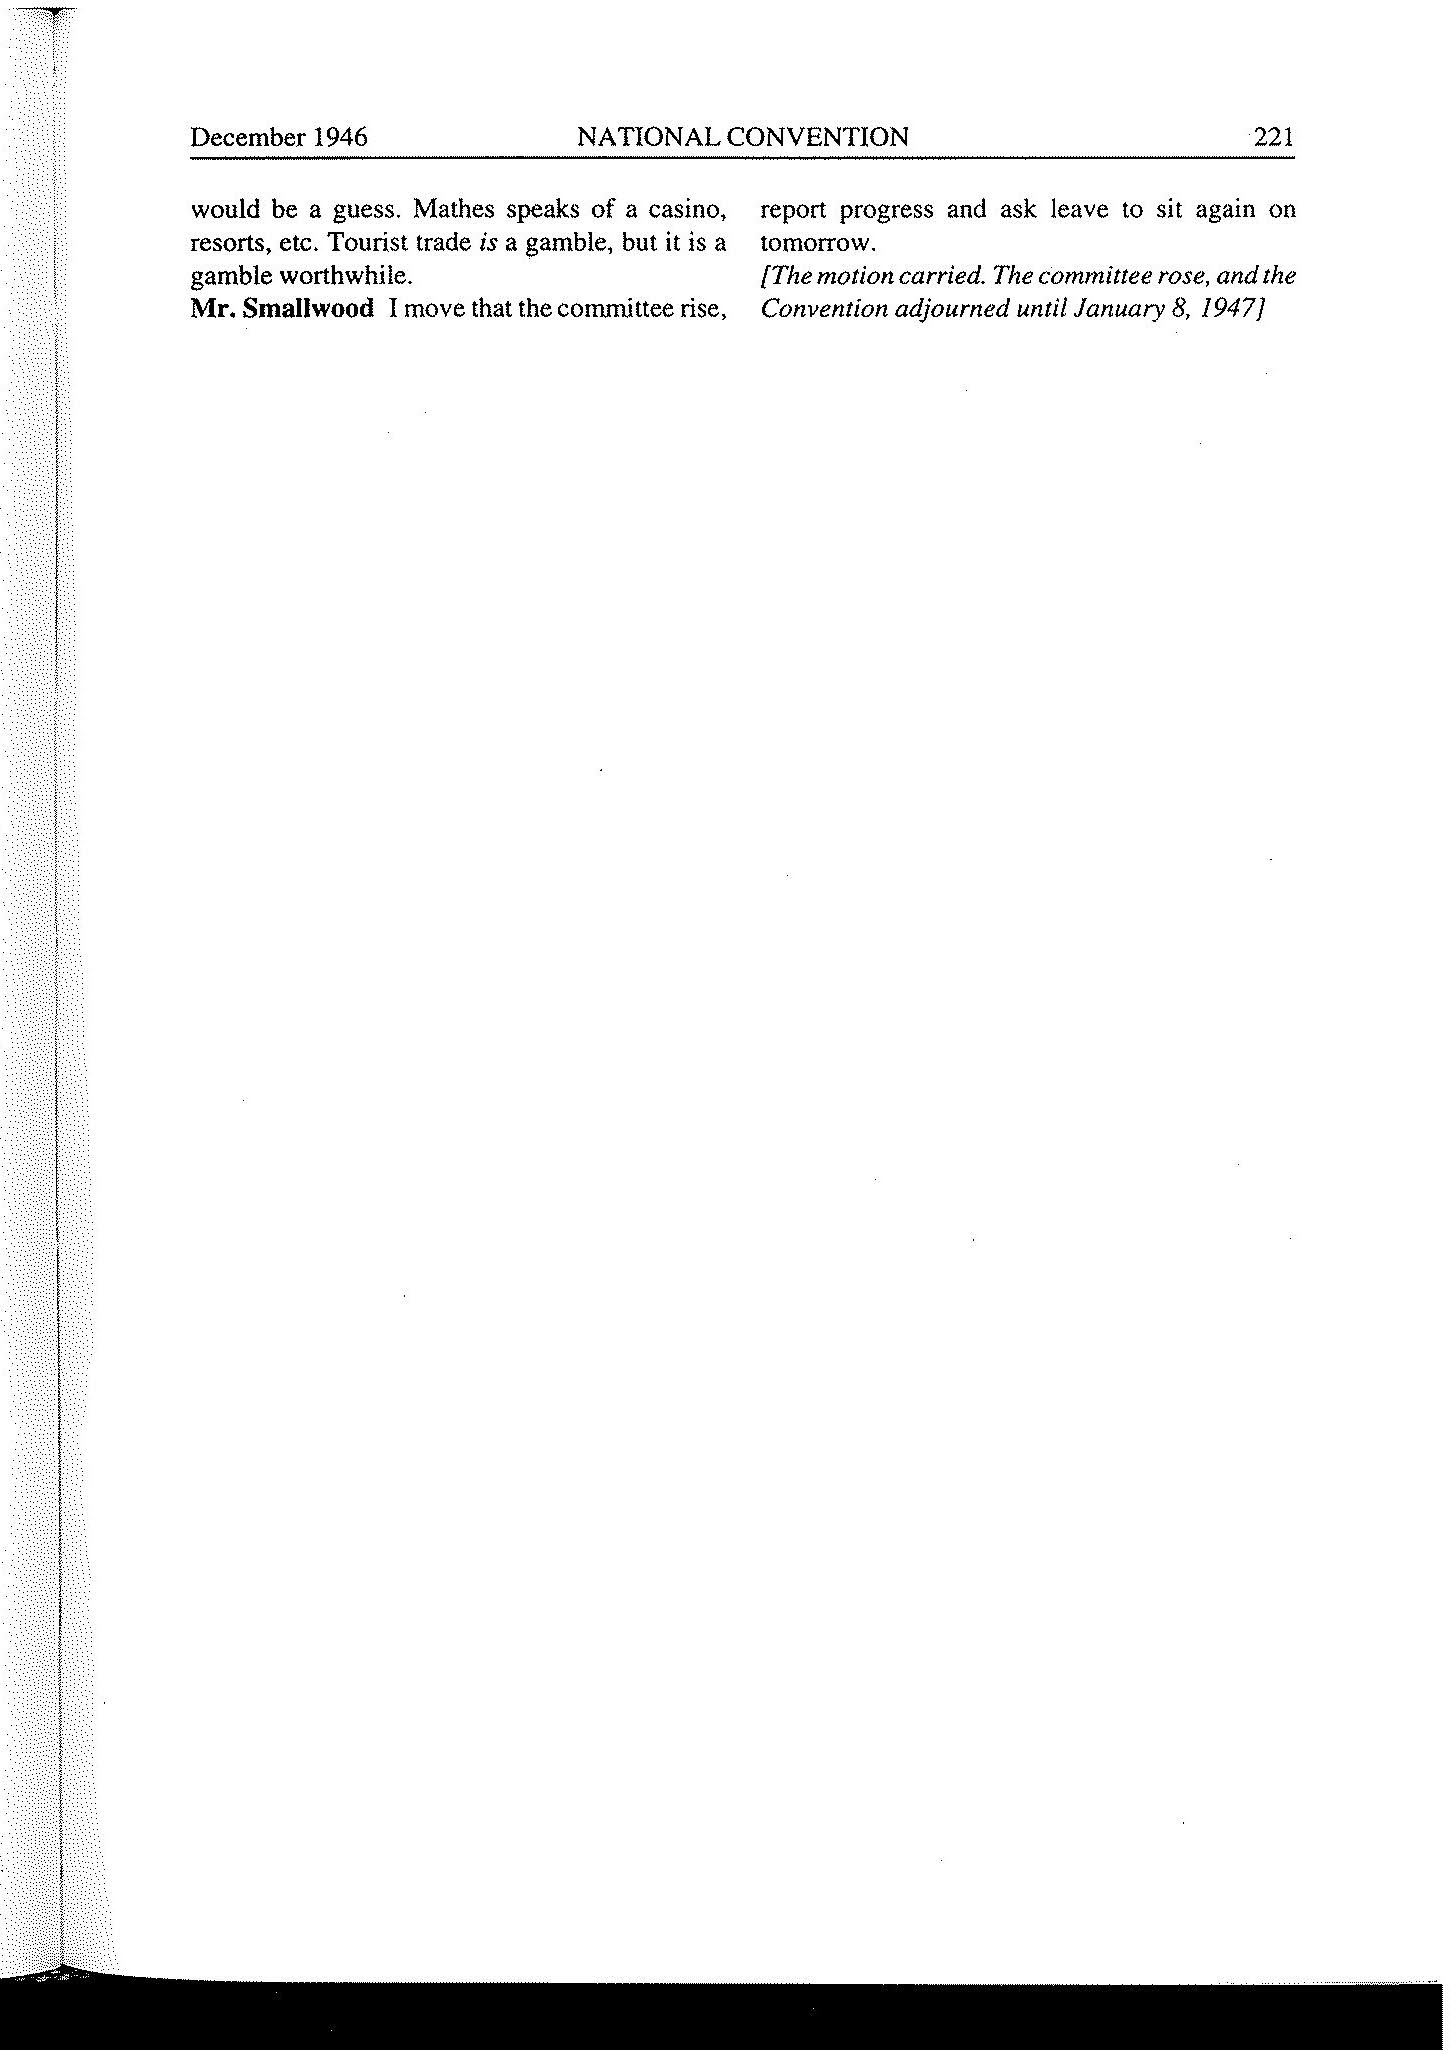 December 1946 NATIONAL CONVENTION 221
would be a guess. Mathes speaks of a casino,
resorts, etc. Tourist trade is a gamble, but it is a
gamble worthwhile.
Mr. Smallwood I move that the committee rise,
report progress and ask leave to sit again on
tomorrow.
[The motion carried. The committee rose, and the
Convention adjourned until January 8, 1947]